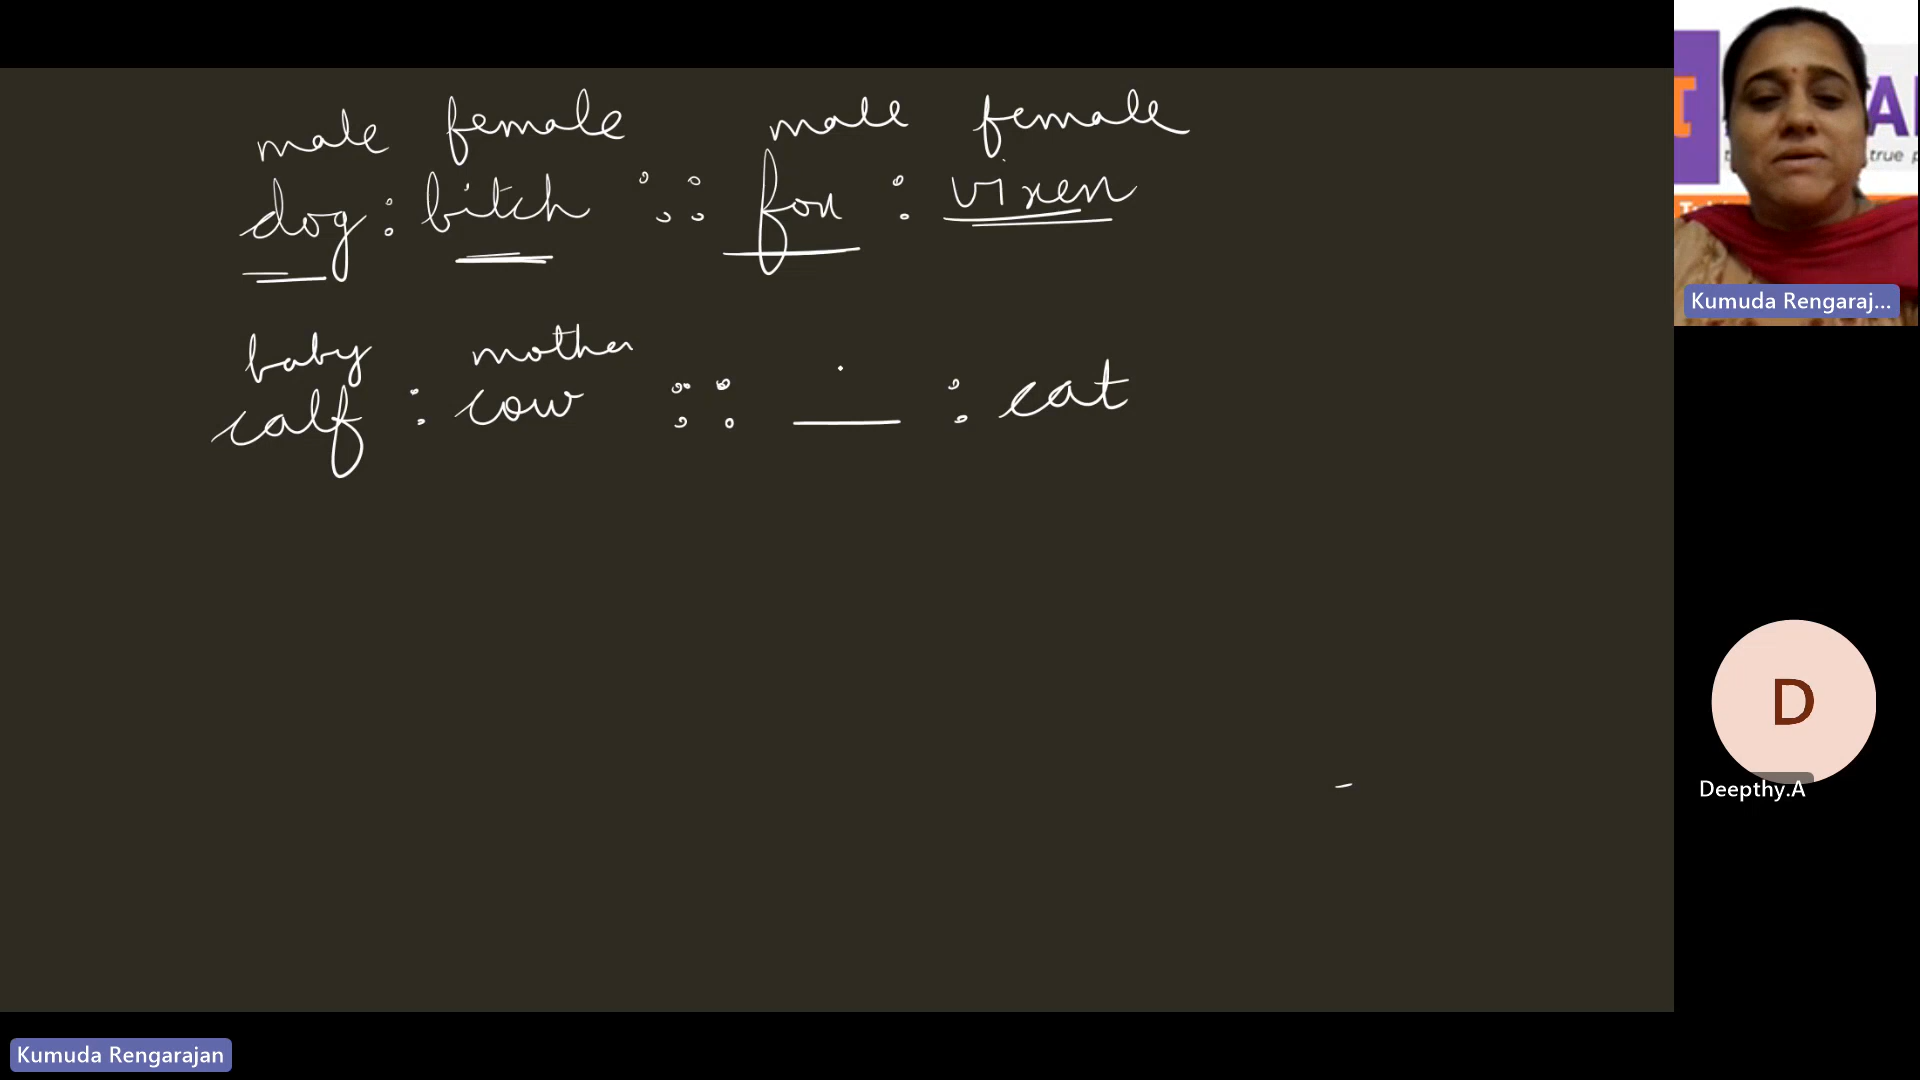 male female male female
dog : bitch :: fox : vixen
baby mother
calf : cow :: ___ : cat
Kumuda Rengaraj...
D
Deepthy.A
Kumuda Rengarajan